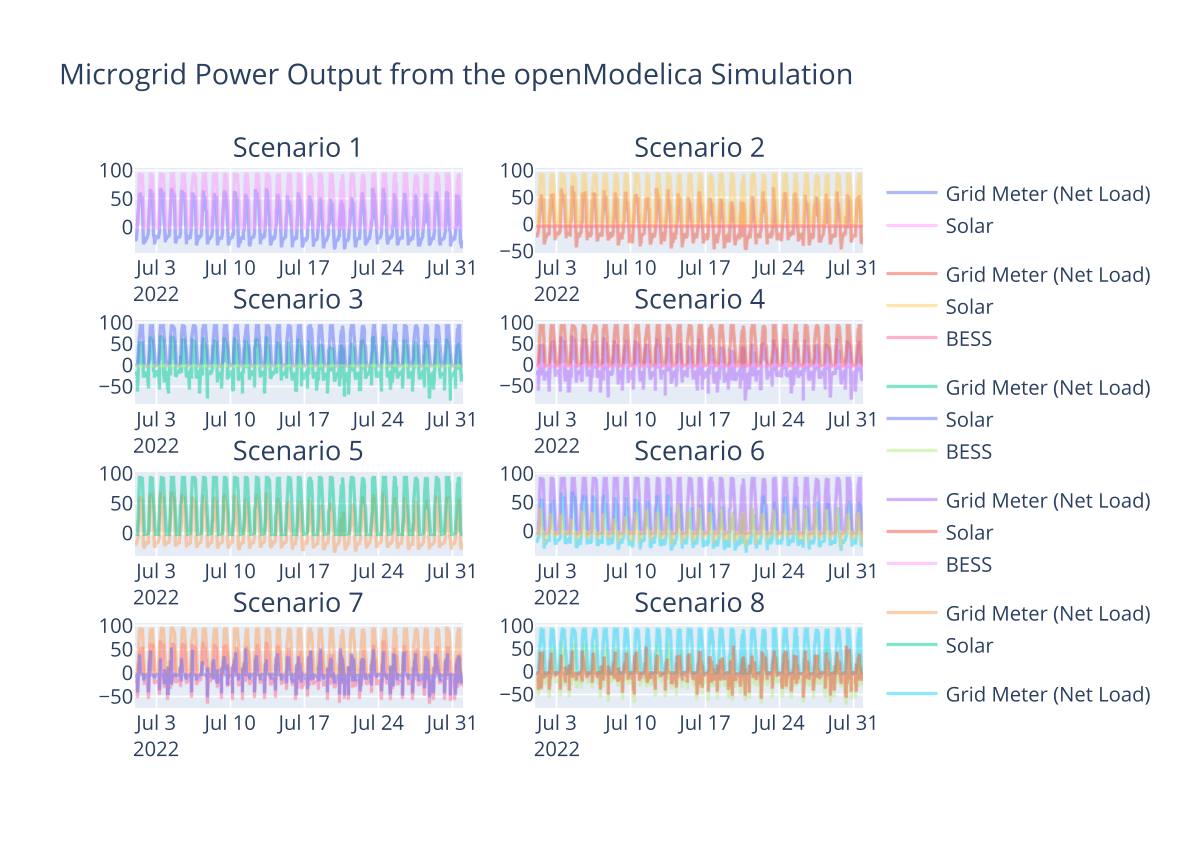 Microgrid Power Output from the openModelica Simulation
Scenario 1
100
50
0
Jul 3
2022
Jul 10
Jul 17
Jul 24
Jul 31
Scenario 2
100
50
0
−50
Jul 3
2022
Jul 10
Jul 17
Jul 24
Jul 31
Scenario 3
100
50
0
−50
Jul 3
2022
Jul 10
Jul 17
Jul 24
Jul 31
Scenario 4
100
50
0
−50
Jul 3
2022
Jul 10
Jul 17
Jul 24
Jul 31
Scenario 5
100
50
0
Jul 3
2022
Jul 10
Jul 17
Jul 24
Jul 31
Scenario 6
100
50
0
Jul 3
2022
Jul 10
Jul 17
Jul 24
Jul 31
Scenario 7
100
50
0
−50
Jul 3
2022
Jul 10
Jul 17
Jul 24
Jul 31
Scenario 8
100
50
0
−50
Jul 3
2022
Jul 10
Jul 17
Jul 24
Jul 31
Grid Meter (Net Load)
Solar
Grid Meter (Net Load)
Solar
BESS
Grid Meter (Net Load)
Solar
BESS
Grid Meter (Net Load)
Solar
BESS
Grid Meter (Net Load)
Solar
Grid Meter (Net Load)